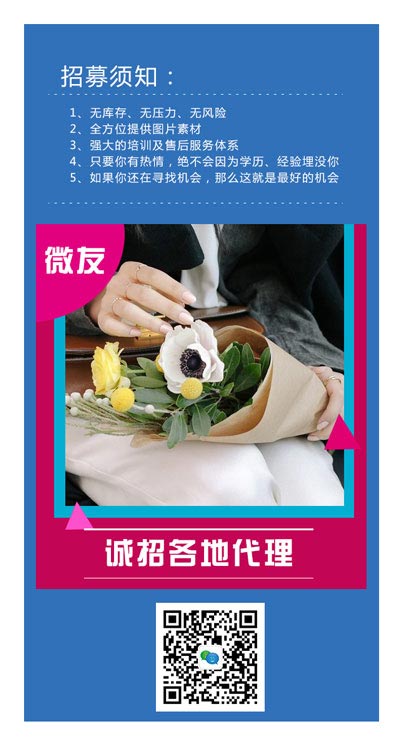 招募须知：
1、无库存、无压力、无风险
2、全方位提供图片素材
3、强大的培训及售后服务体系
4、只要你有热情，绝不会因为学历、经验埋没你
5、如果你还在寻找机会，那么这就是最好的机会
微友
诚招各地代理